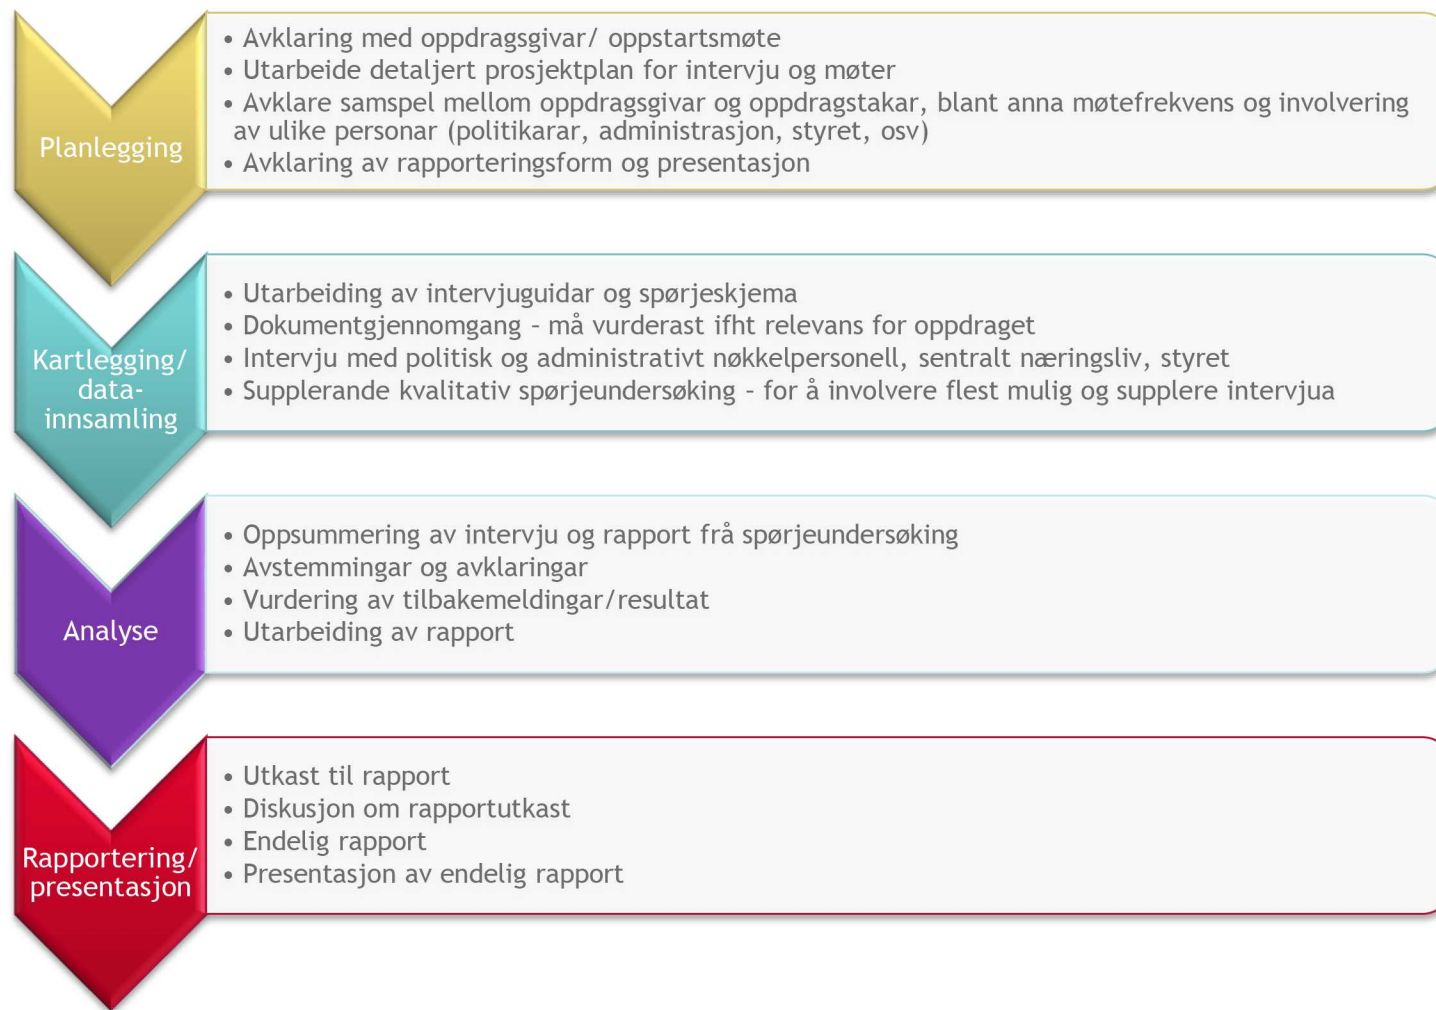 Planlegging
• Avklaring med oppdragsgivar/ oppstartsmøte
• Utarbeide detaljert prosjektplan for intervju og møter
• Avklare samspel mellom oppdragsgivar og oppdragstakar, blant anna møtefrekvens og involvering
av ulike personar (politikarar, administrasjon, styret, osv)
• Avklaring av rapporteringsform og presentasjon
Kartlegging/
data-
innsamling
• Utarbeiding av intervjuguidar og spørjeskjema
• Dokumentgjennomgang – må vurderast ifht relevans for oppdraget
• Intervju med politisk og administrativt nøkkelpersonell, sentralt næringsliv, styret
• Supplerande kvalitativ spørjeundersøking – for å involvere flest mulig og supplere intervjua
Analyse
• Oppsummering av intervju og rapport frå spørjeundersøking
• Avstemmingar og avklaringar
• Vurdering av tilbakemeldingar/resultat
• Utarbeiding av rapport
Rapportering/
presentasjon
• Utkast til rapport
• Diskusjon om rapportutkast
• Endelig rapport
• Presentasjon av endelig rapport